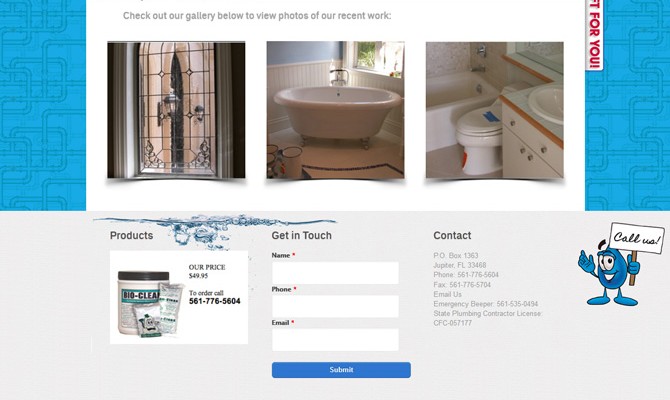 FT FOR YOU!
Check out our gallery below to view photos of our recent work:
Products
OUR PRICE
$49.95
To order call
561-776-5604
BIO-CLEAN
Get in Touch
Name *
Phone *
Email *
Submit
Contact
P.O. Box 1363
Jupiter, FL 33468
Phone: 561-776-5604
Fax: 561-776-5704
Email Us
Emergency Beeper: 561-535-0494
State Plumbing Contractor License:
CFC-057177
Call us!